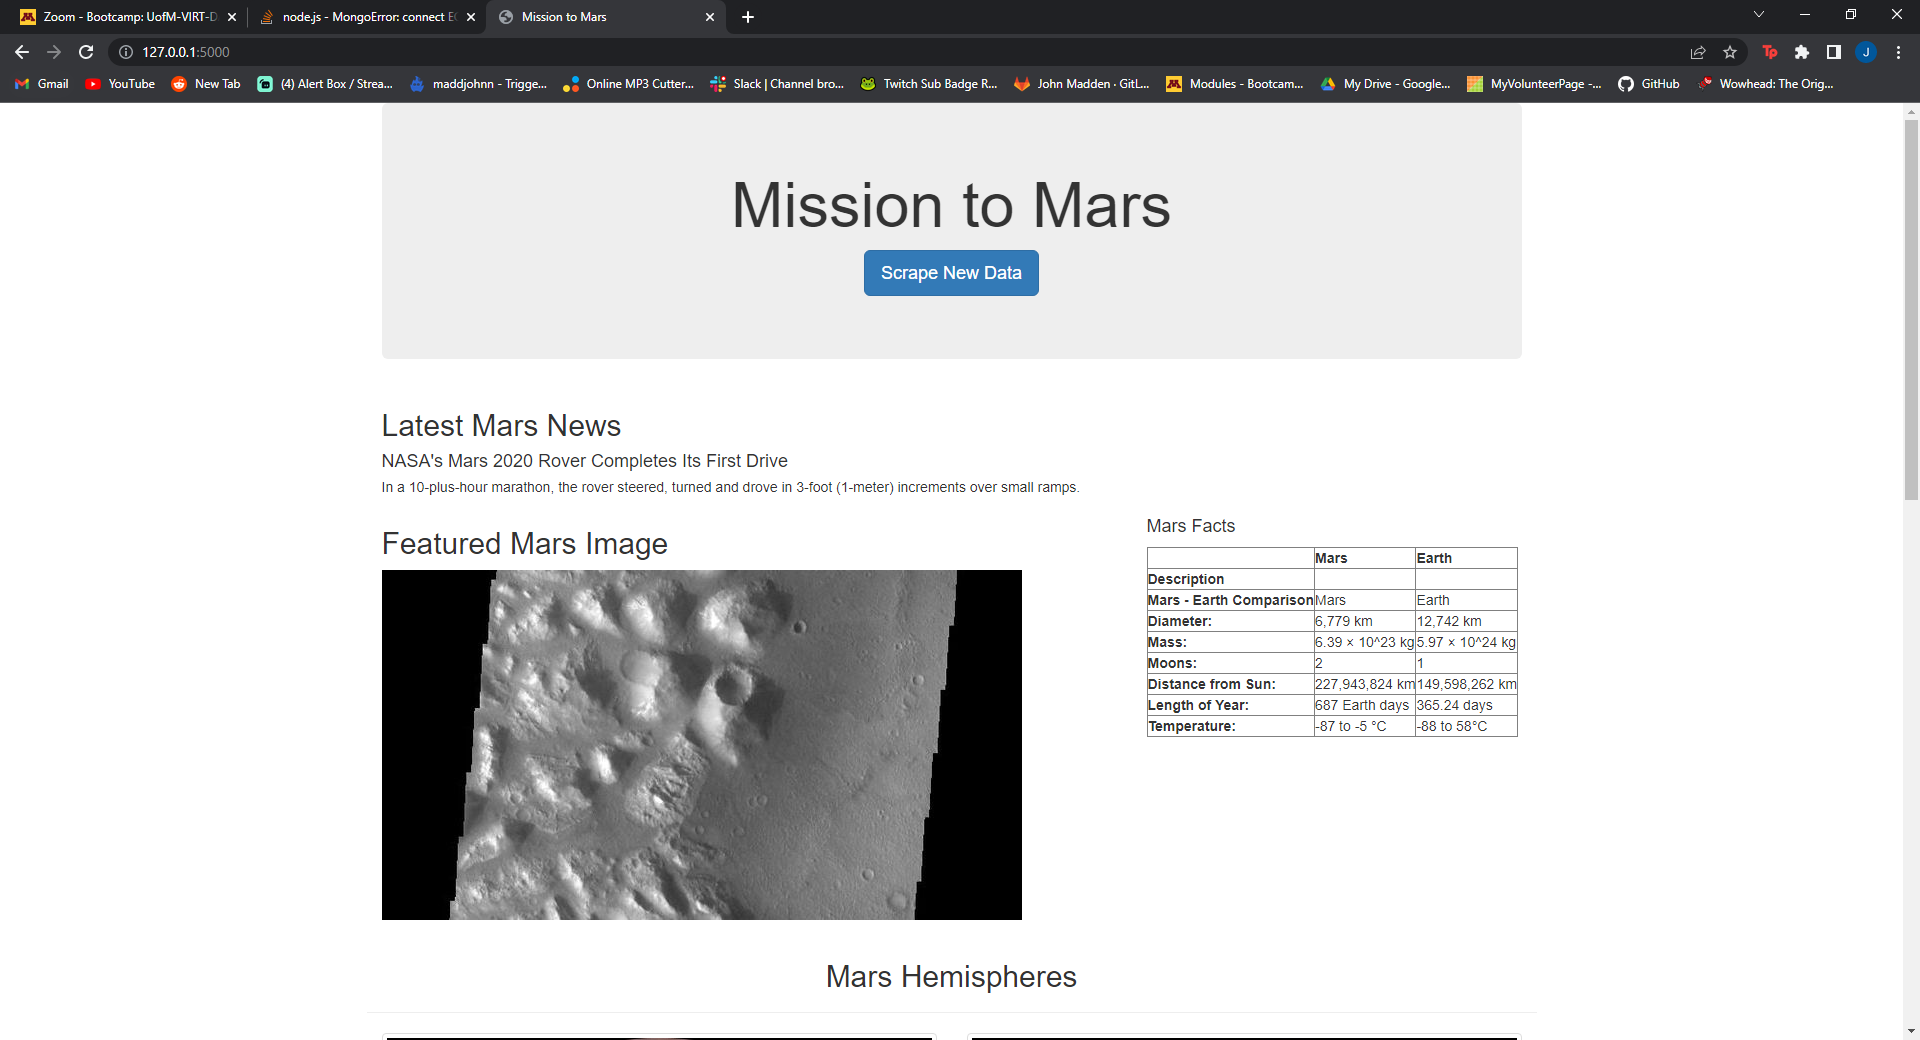 Zoom - Bootcamp: UofM-VIRT-D
node.js - MongoError: connect EC
Mission to Mars
127.0.0.1:5000
Tp
J
Gmail
YouTube
New Tab
(4) Alert Box / Strea...
maddjohnn - Trigge...
Online MP3 Cutter...
Slack | Channel bro...
Twitch Sub Badge R...
John Madden · GitL...
Modules - Bootcam...
My Drive - Google...
MyVolunteerPage -...
GitHub
Wowhead: The Orig...
Mission to Mars
Scrape New Data
Latest Mars News
NASA's Mars 2020 Rover Completes Its First Drive
In a 10-plus-hour marathon, the rover steered, turned and drove in 3-foot (1-meter) increments over small ramps.
Featured Mars Image
Mars Facts
Mars Earth
Description
Mars - Earth Comparison Mars Earth
Diameter: 6,779 km 12,742 km
Mass: 6.39 × 10^23 kg 5.97 × 10^24 kg
Moons: 2 1
Distance from Sun: 227,943,824 km 149,598,262 km
Length of Year: 687 Earth days 365.24 days
Temperature: -87 to -5 °C -88 to 58°C
Mars Hemispheres